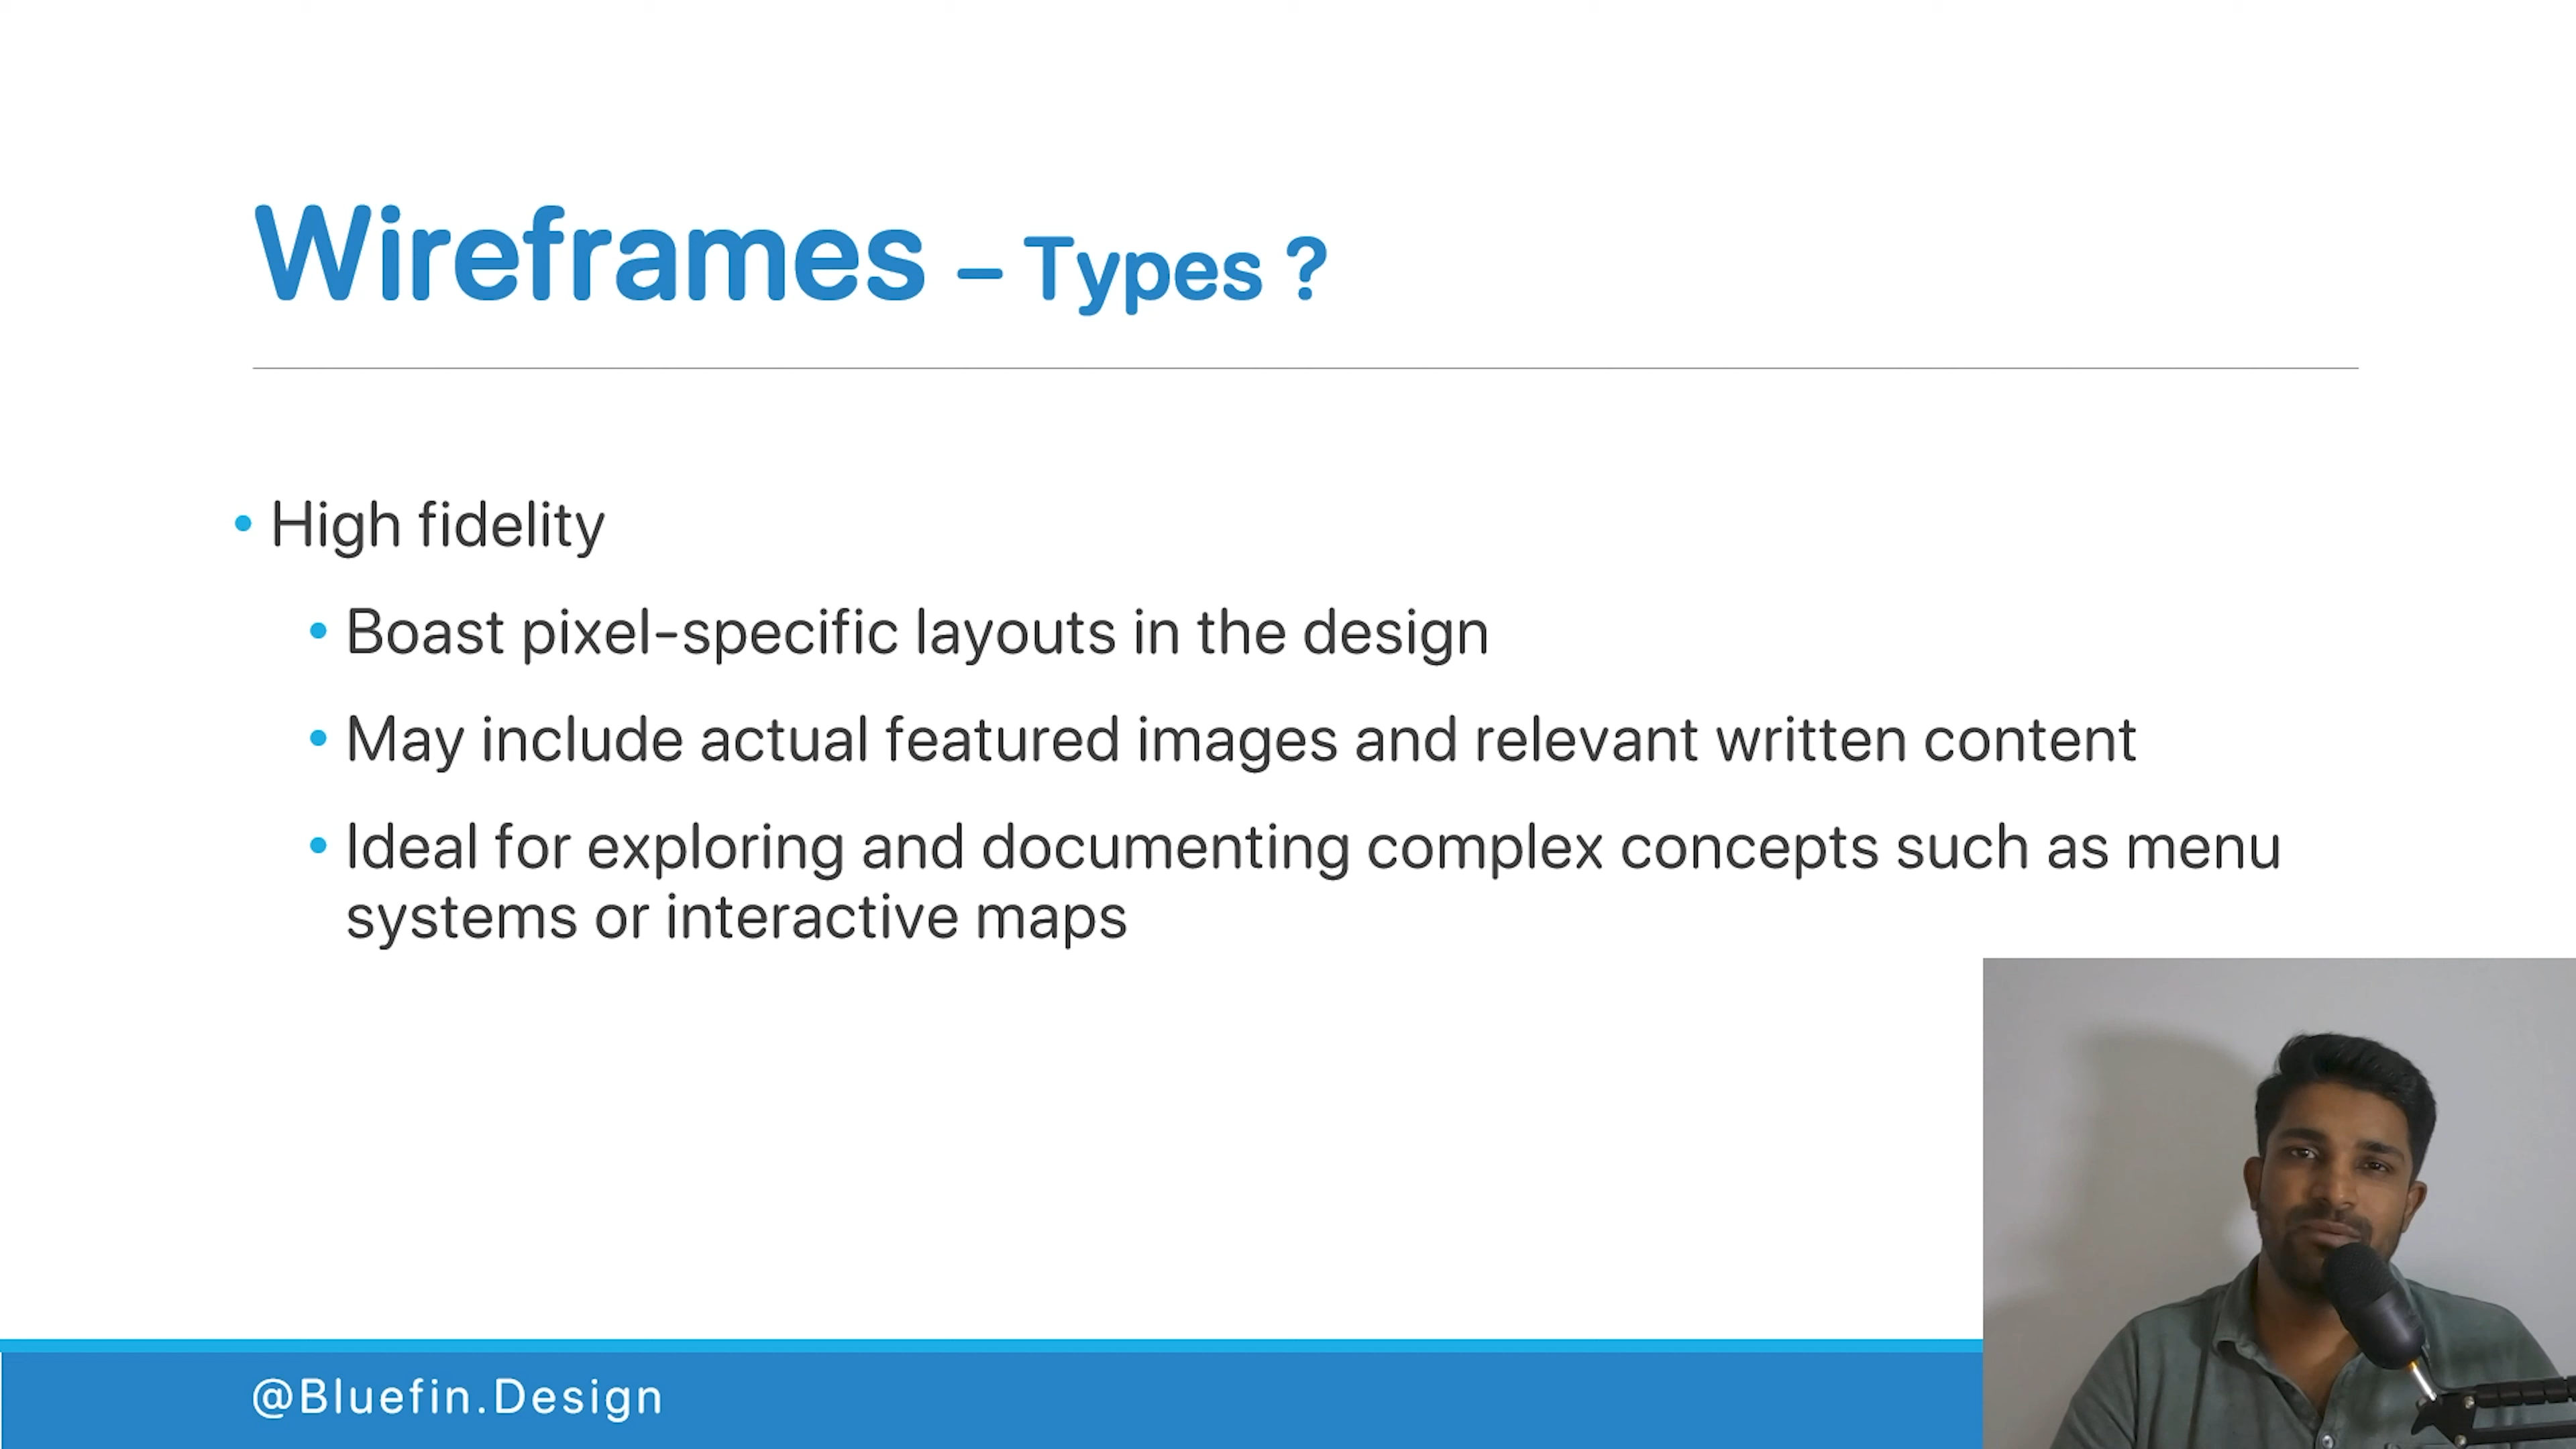 Wireframes – Types ?
• High fidelity
• Boast pixel-specific layouts in the design
• May include actual featured images and relevant written content
• Ideal for exploring and documenting complex concepts such as menu
systems or interactive maps
@Bluefin.Design